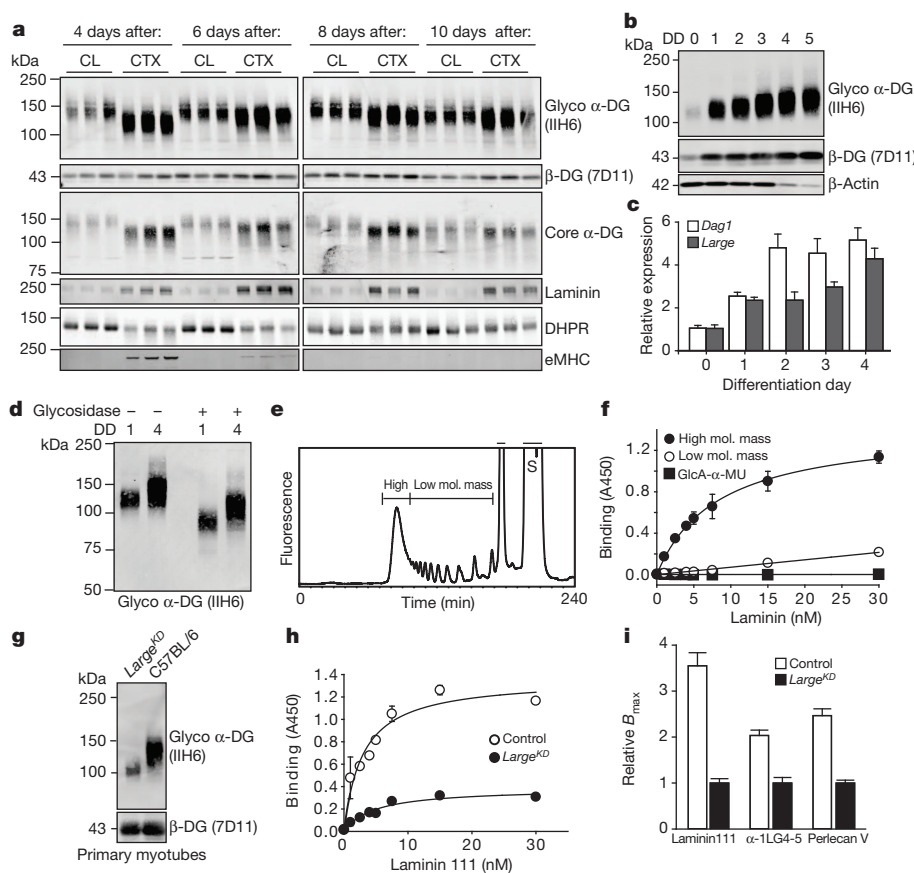 a
4 days after: 6 days after: 8 days after: 10 days after:
CL CTX CL CTX CL CTX CL CTX
kDa
250
150
100
Glyco α-DG
(IIH6)
43
β-DG (7D11)
150
100
75
Core α-DG
250
Laminin
150
DHPR
250
eMHC
b
DD 0 1 2 3 4 5
kDa
250
150
100
Glyco α-DG
(IIH6)
43
β-DG (7D11)
42
β-Actin
c
Dag1
Large
Relative expression
6
4
2
0
0 1 2 3 4
Differentiation day
d
Glycosidase – – + +
DD 1 4 1 4
kDa
250
150
100
75
50
Glyco α-DG (IIH6)
e
Fluorescence
High Low mol. mass
S
0 Time (min) 240
f
High mol. mass
Low mol. mass
GlcA-α-MU
Binding (A450)
1.2
0.8
0.4
0.0
0 5 10 15 20 25 30
Laminin (nM)
g
LargeKD
C57BL/6
kDa
250
150
100
Glyco α-DG
(IIH6)
43
β-DG (7D11)
Primary myotubes
h
Binding (A450)
1.4
1.2
1.0
0.8
0.6
0.4
0.2
0.0
Control
LargeKD
0 10 20 30
Laminin 111 (nM)
i
Control
LargeKD
Relative Bmax
4
3
2
1
0
Laminin111 α-1LG4-5 Perlecan V